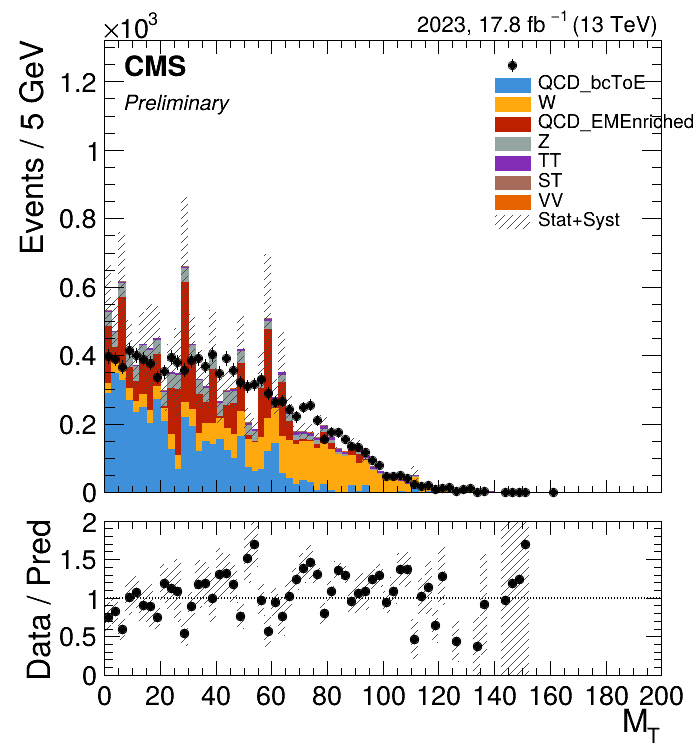 ×10³
2023, 17.8 fb⁻¹ (13 TeV)
CMS
Preliminary
QCD_bcToE
W
QCD_EMEnriched
Z
TT
ST
VV
Stat+Syst
Events / 5 GeV
1.2
1
0.8
0.6
0.4
0.2
0
Data / Pred
2
1.5
1
0.5
0
0 20 40 60 80 100 120 140 160 180 200
M_T